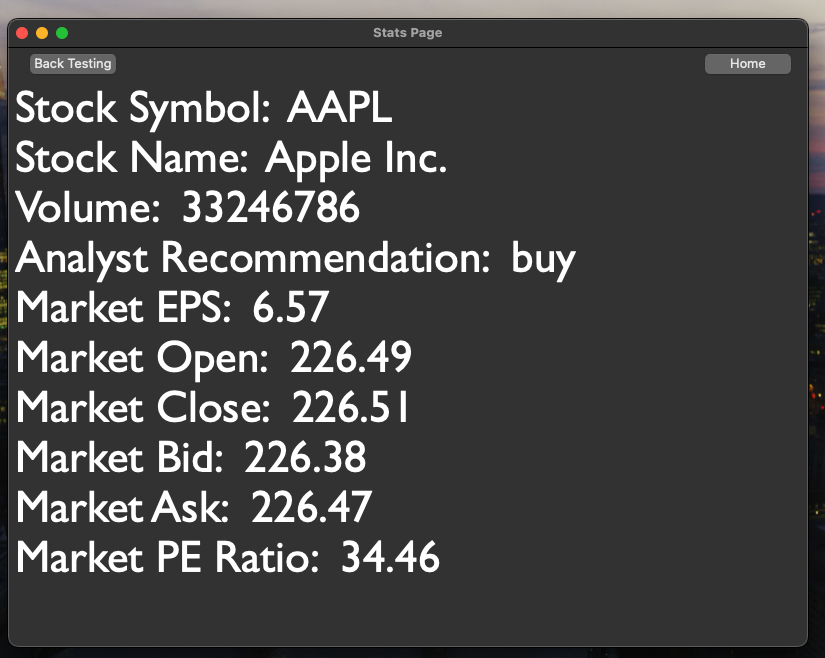 Stats Page
Back Testing
Home
Stock Symbol: AAPL
Stock Name: Apple Inc.
Volume: 33246786
Analyst Recommendation: buy
Market EPS: 6.57
Market Open: 226.49
Market Close: 226.51
Market Bid: 226.38
Market Ask: 226.47
Market PE Ratio: 34.46